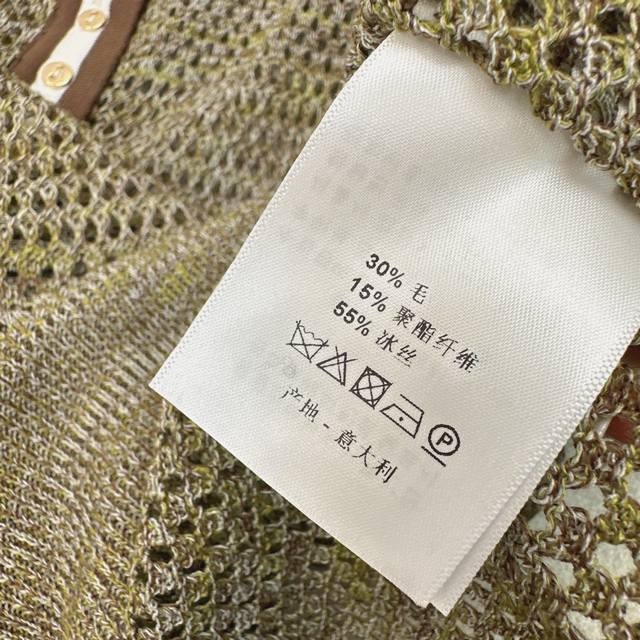 30% 毛
15% 聚酯纤维
55% 冰丝
P
产地 - 意大利